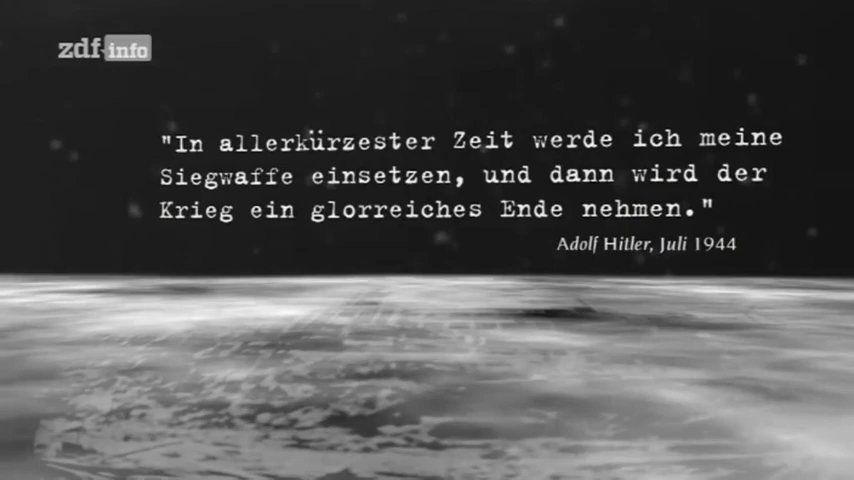 zdf info
"In allerkürzester Zeit werde ich meine
Siegwaffe einsetzen, und dann wird der
Krieg ein glorreiches Ende nehmen."
Adolf Hitler, Juli 1944